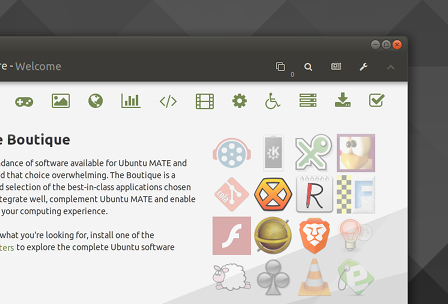 re - Welcome
0
e Boutique
ndance of software available for Ubuntu MATE and
d that choice overwhelming. The Boutique is a
d selection of the best-in-class applications chosen
tegrate well, complement Ubuntu MATE and enable
your computing experience.
what you're looking for, install one of the
ters to explore the complete Ubuntu software